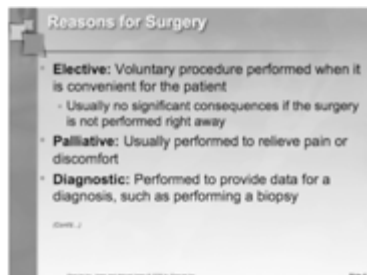 Reasons for Surgery
• Elective: Voluntary procedure performed when it
is convenient for the patient
◦ Usually no significant consequences if the surgery
is not performed right away
• Palliative: Usually performed to relieve pain or
discomfort
• Diagnostic: Performed to provide data for a
diagnosis, such as performing a biopsy
(Cont'd...)